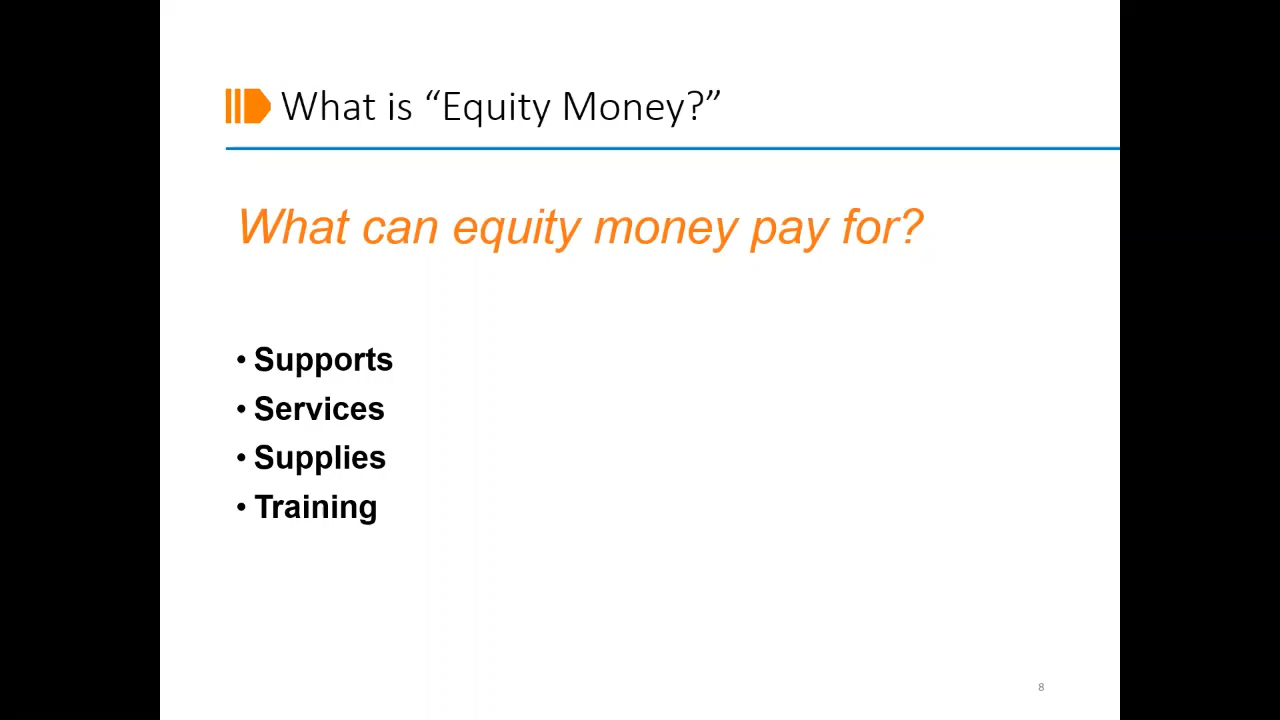 What is “Equity Money?”
What can equity money pay for?
• Supports
• Services
• Supplies
• Training
8